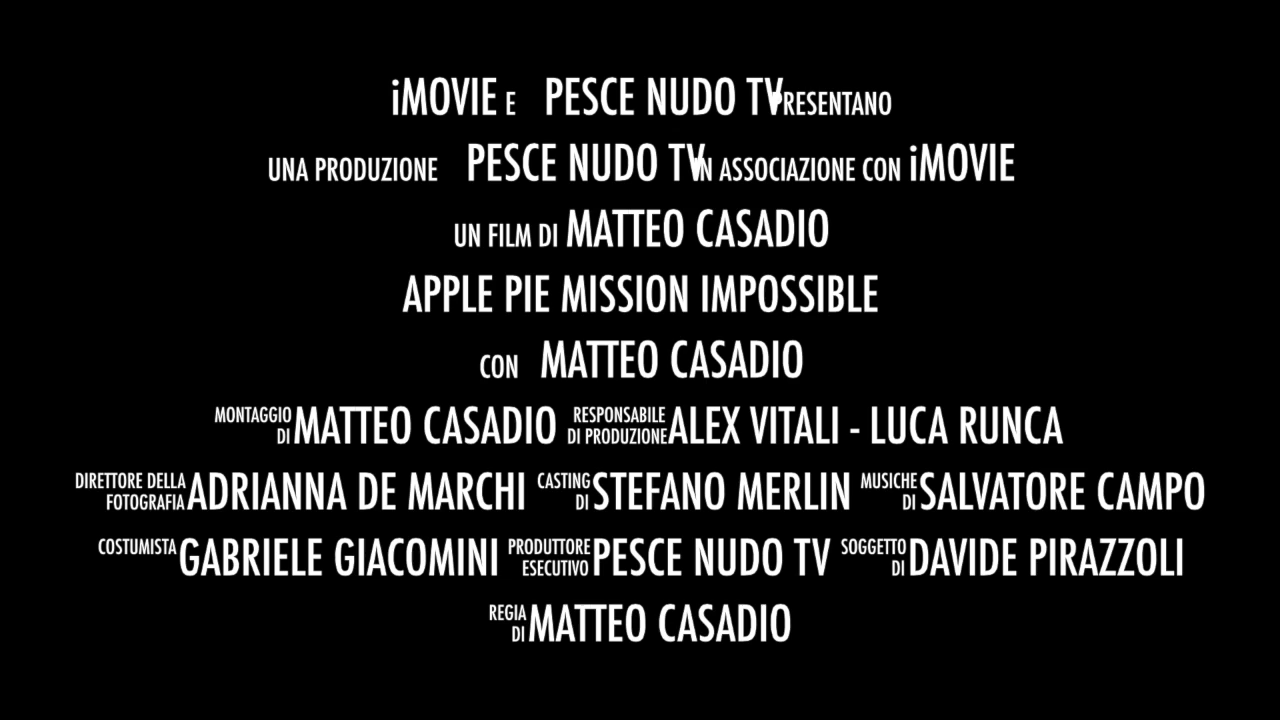 iMOVIE E PESCE NUDO TV PRESENTANO
UNA PRODUZIONE PESCE NUDO TV IN ASSOCIAZIONE CON iMOVIE
UN FILM DI MATTEO CASADIO
APPLE PIE MISSION IMPOSSIBLE
CON MATTEO CASADIO
MONTAGGIO DI MATTEO CASADIO RESPONSABILE DI PRODUZIONE ALEX VITALI - LUCA RUNCA
DIRETTORE DELLA FOTOGRAFIA ADRIANNA DE MARCHI CASTING DI STEFANO MERLIN MUSICHE DI SALVATORE CAMPO
COSTUMISTA GABRIELE GIACOMINI PRODUTTORE ESECUTIVO PESCE NUDO TV SOGGETTO DI DAVIDE PIRAZZOLI
REGIA DI MATTEO CASADIO